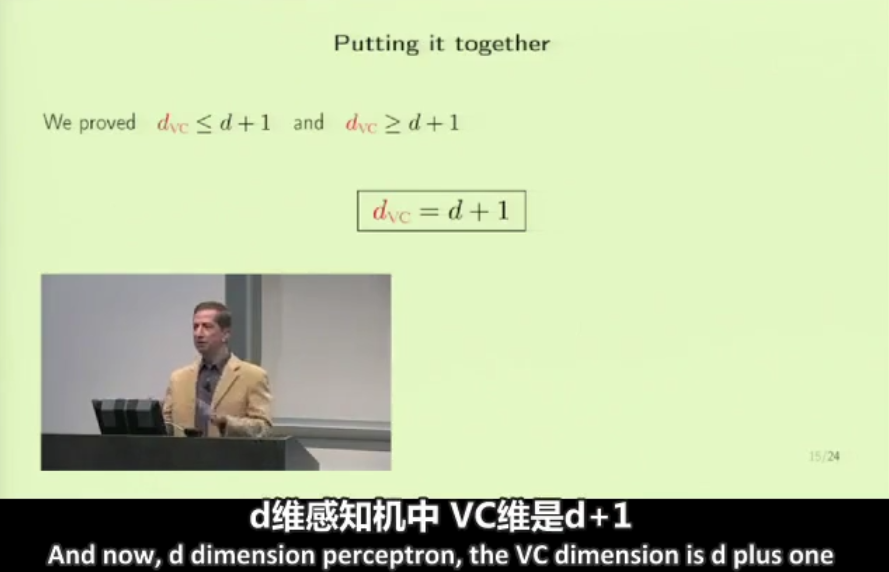 Putting it together
We proved d_VC ≤ d + 1 and d_VC ≥ d + 1
d_VC = d + 1
15/24
d维感知机中 VC维是d+1
And now, d dimension perceptron, the VC dimension is d plus one